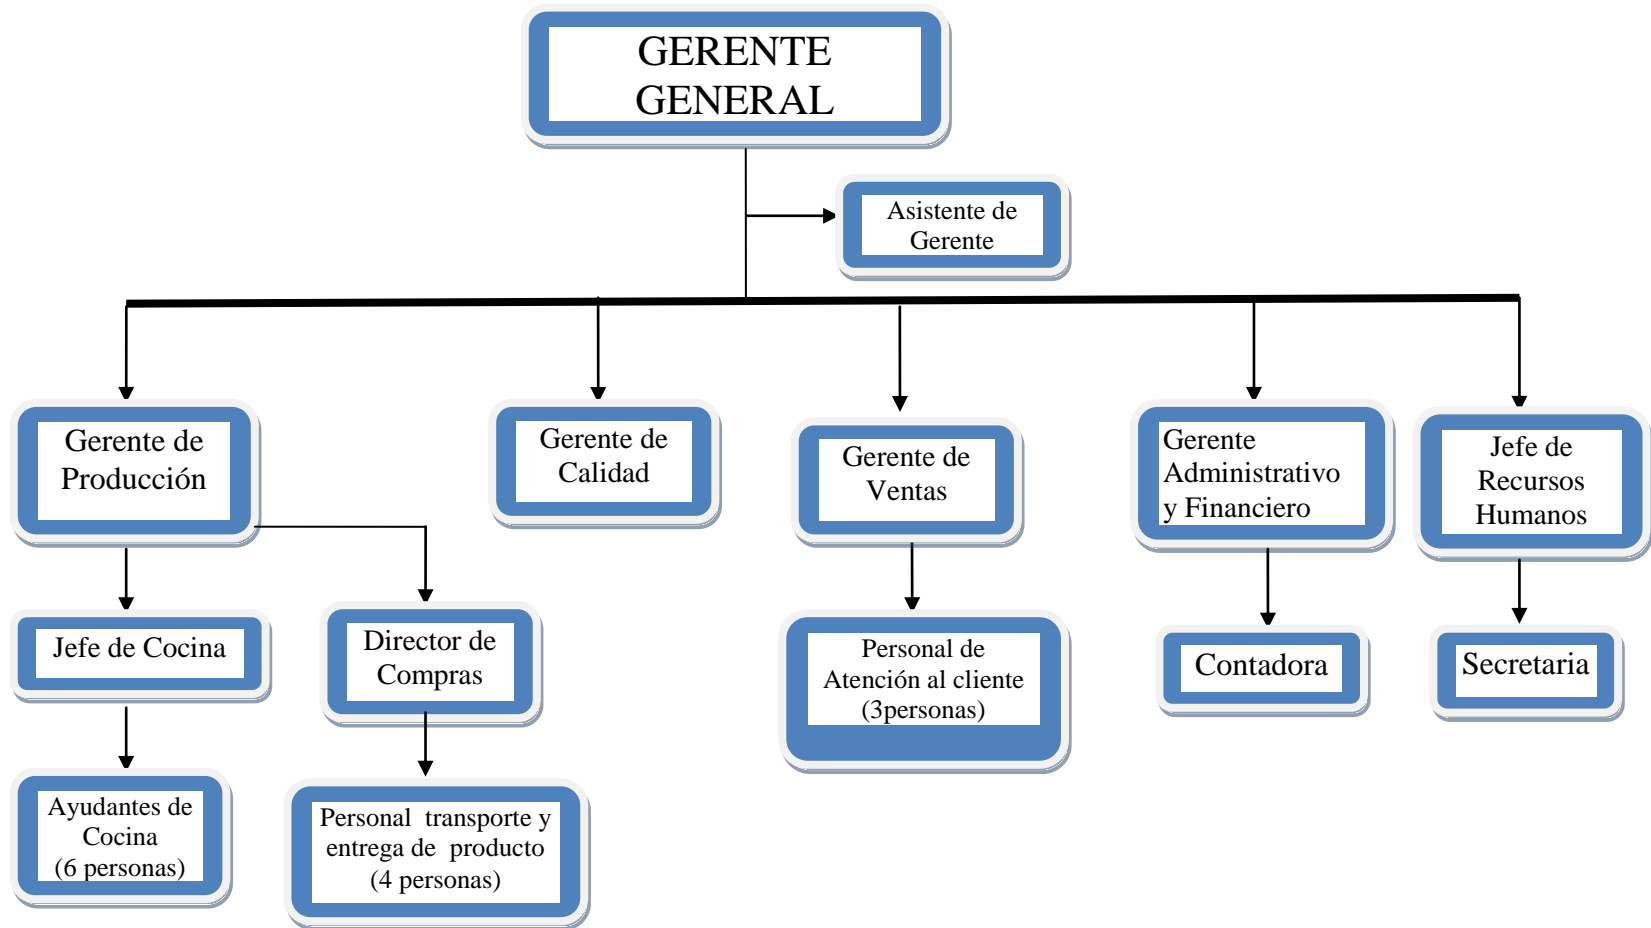 GERENTE
GENERAL
Asistente de
Gerente
Gerente de
Producción
Gerente de
Calidad
Gerente de
Ventas
Gerente
Administrativo
y Financiero
Jefe de
Recursos
Humanos
Jefe de Cocina
Director de
Compras
Personal de
Atención al cliente
(3personas)
Contadora
Secretaria
Ayudantes de
Cocina
(6 personas)
Personal transporte y
entrega de producto
(4 personas)